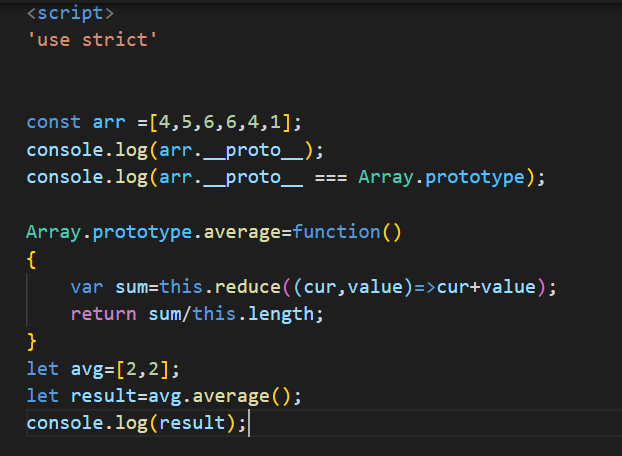 <script>
'use strict'
const arr =[4,5,6,6,4,1];
console.log(arr.__proto__);
console.log(arr.__proto__ === Array.prototype);
Array.prototype.average=function()
{
    var sum=this.reduce((cur,value)=>cur+value);
    return sum/this.length;
}
let avg=[2,2];
let result=avg.average();
console.log(result);